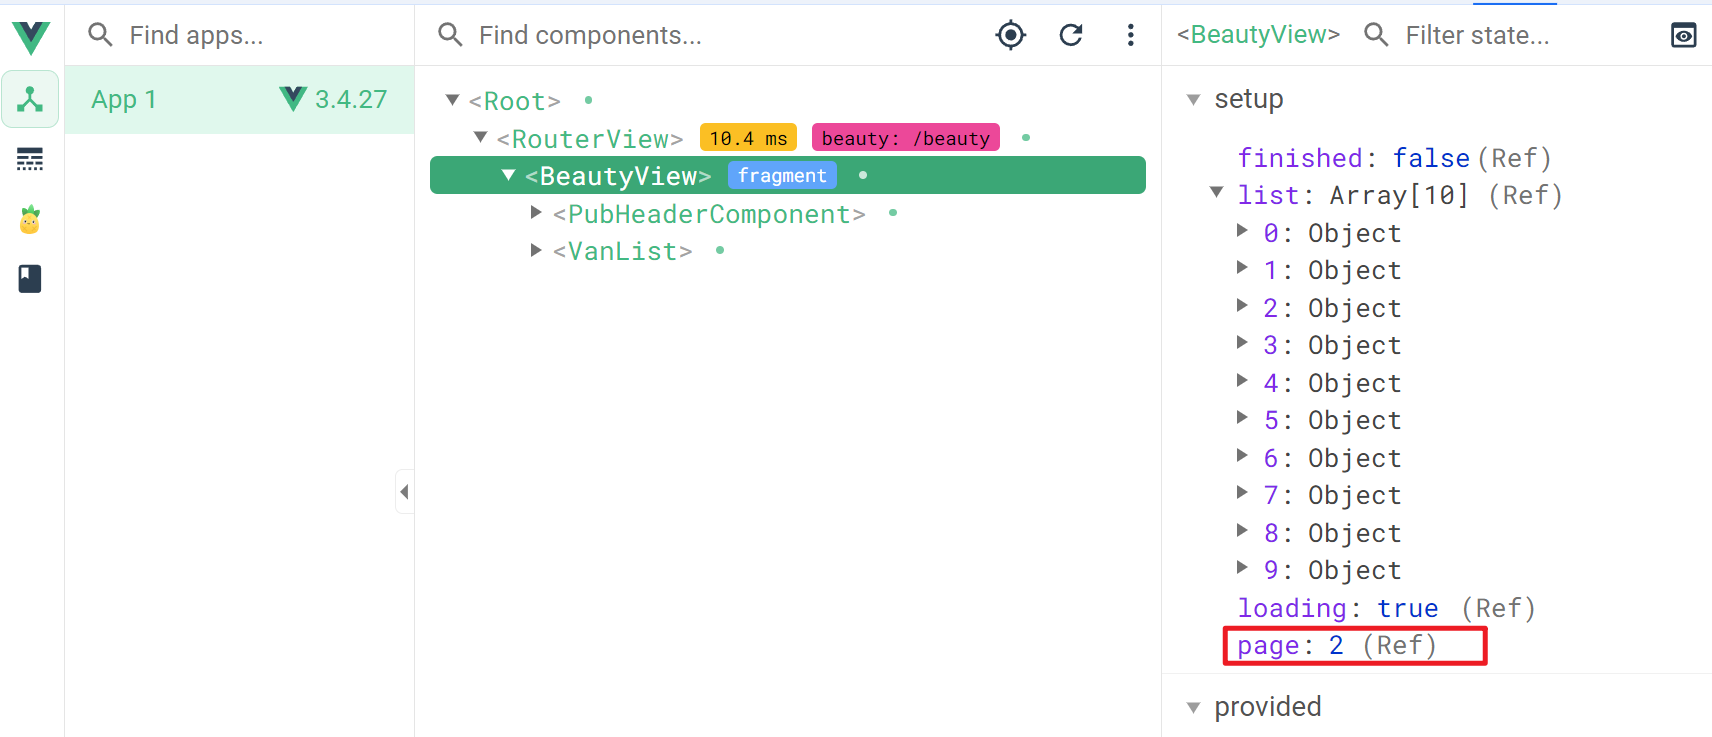 Find apps...
App 1 3.4.27
Find components...
<Root>
<RouterView> 10.4 ms beauty: /beauty
<BeautyView> fragment
<PubHeaderComponent>
<VanList>
<BeautyView> Filter state...
setup
finished: false (Ref)
list: Array[10] (Ref)
0: Object
1: Object
2: Object
3: Object
4: Object
5: Object
6: Object
7: Object
8: Object
9: Object
loading: true (Ref)
page: 2 (Ref)
provided